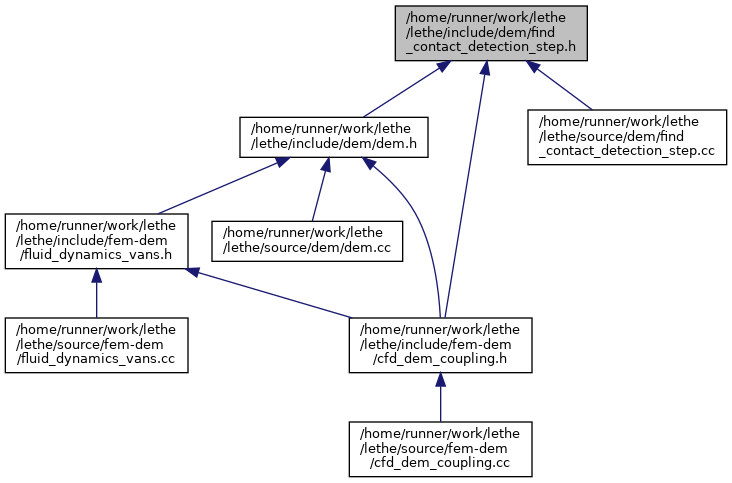 /home/runner/work/lethe
/lethe/include/dem/find
_contact_detection_step.h
/home/runner/work/lethe
/lethe/include/dem/dem.h
/home/runner/work/lethe
/lethe/source/dem/find
_contact_detection_step.cc
/home/runner/work/lethe
/lethe/include/fem-dem
/fluid_dynamics_vans.h
/home/runner/work/lethe
/lethe/source/dem/dem.cc
/home/runner/work/lethe
/lethe/source/fem-dem
/fluid_dynamics_vans.cc
/home/runner/work/lethe
/lethe/include/fem-dem
/cfd_dem_coupling.h
/home/runner/work/lethe
/lethe/source/fem-dem
/cfd_dem_coupling.cc